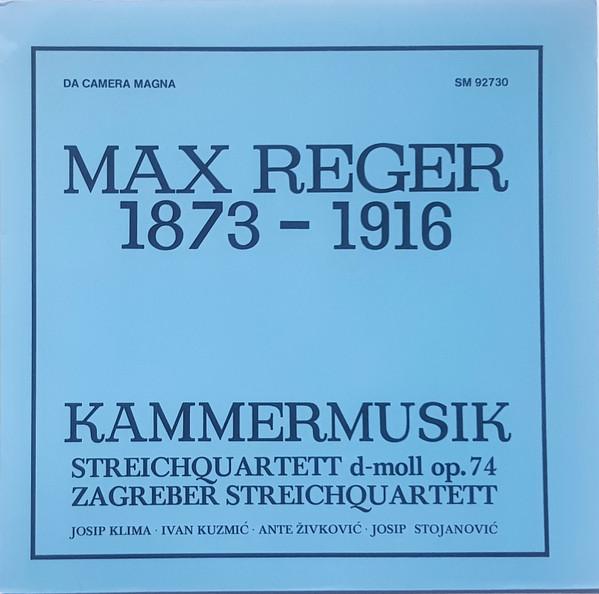 DA CAMERA MAGNA
SM 92730
MAX REGER
1873 – 1916
KAMMERMUSIK
STREICHQUARTETT d-moll op. 74
ZAGREBER STREICHQUARTETT
JOSIP KLIMA · IVAN KUZMIĆ · ANTE ŽIVKOVIĆ · JOSIP STOJANOVIĆ